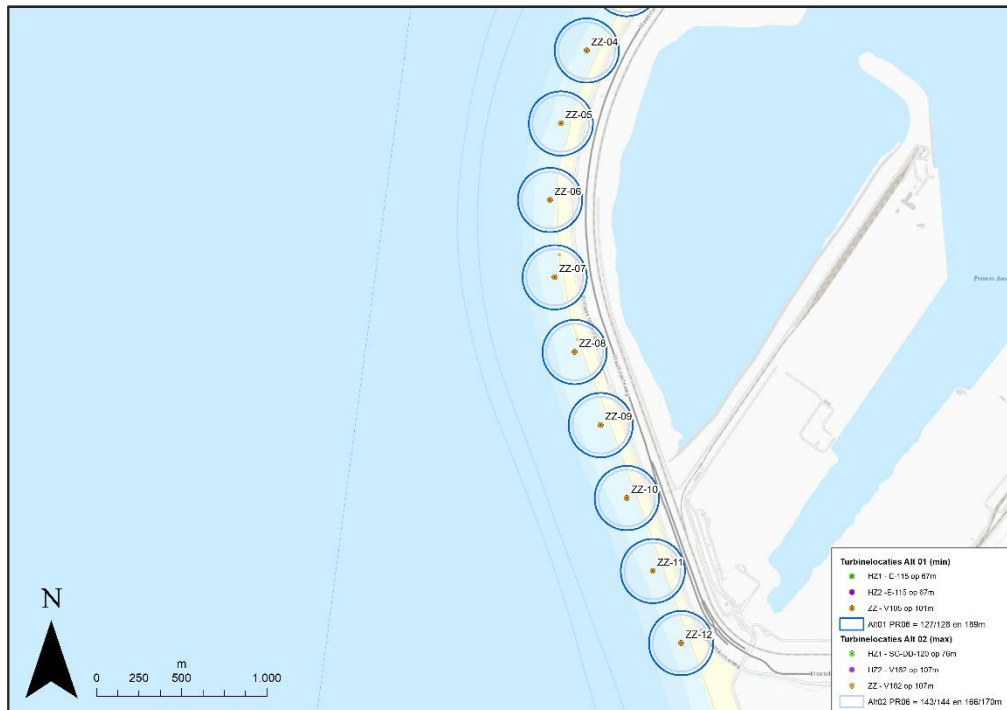 ZZ-04
ZZ-05
ZZ-06
ZZ-07
ZZ-08
ZZ-09
ZZ-10
ZZ-11
ZZ-12
N
m
0 250 500 1.000
Turbinelocaties Alt 01 (min)
HZ1 - E-115 op 67m
HZ2 -E-115 op 67m
ZZ - V105 op 101m
Alt01 PR06 = 127/128 en 189m
Turbinelocaties Alt 02 (max)
HZ1 - SC-DD-120 op 76m
HZ2 - V162 op 107m
ZZ - V162 op 107m
Alt02 PR06 = 143/144 en 166/170m